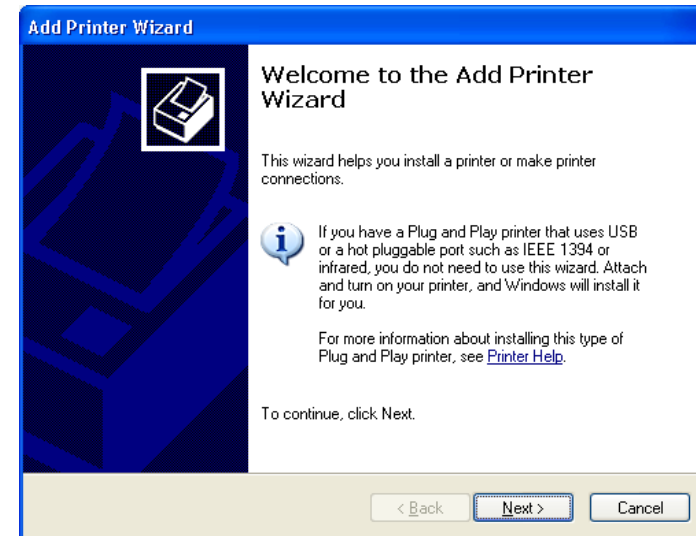 Add Printer Wizard
Welcome to the Add Printer
Wizard
This wizard helps you install a printer or make printer
connections.
If you have a Plug and Play printer that uses USB
or a hot pluggable port such as IEEE 1394 or
infrared, you do not need to use this wizard. Attach
and turn on your printer, and Windows will install it
for you.
For more information about installing this type of
Plug and Play printer, see Printer Help.
To continue, click Next.
< Back
Next >
Cancel